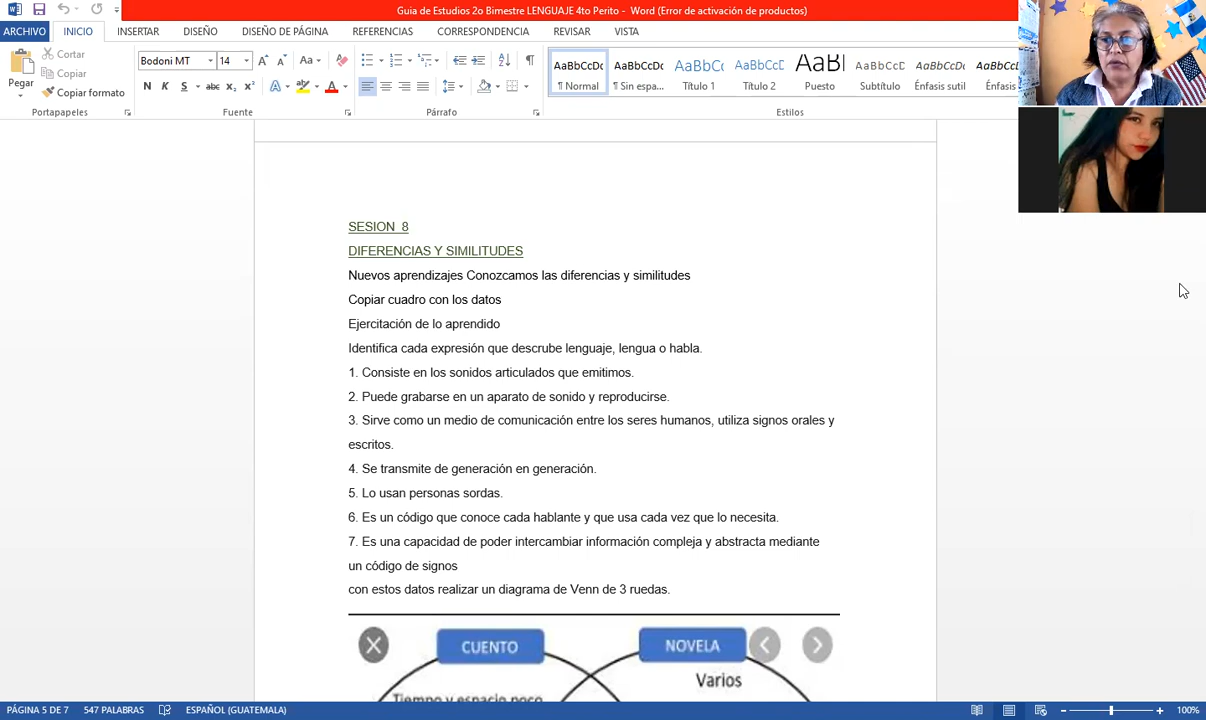 Guia de Estudios 2o Bimestre LENGUAJE 4to Perito - Word (Error de activación de productos)
ARCHIVO INICIO INSERTAR DISEÑO DISEÑO DE PÁGINA REFERENCIAS CORRESPONDENCIA REVISAR VISTA
Pegar
Cortar
Copiar
Copiar formato
Portapapeles
Bodoni MT 14
Aa
N K S abc x₂ x²
Fuente
Párrafo
AaBbCcDc AaBbCcDc AaBbCc AaBbCcC AaBl AaBbCcD AaBbCcDc AaBbCcDc
¶ Normal ¶ Sin espa... Título 1 Título 2 Puesto Subtítulo Énfasis sutil Énfasis
Estilos
SESION 8
DIFERENCIAS Y SIMILITUDES
Nuevos aprendizajes Conozcamos las diferencias y similitudes
Copiar cuadro con los datos
Ejercitación de lo aprendido
Identifica cada expresión que descrube lenguaje, lengua o habla.
1. Consiste en los sonidos articulados que emitimos.
2. Puede grabarse en un aparato de sonido y reproducirse.
3. Sirve como un medio de comunicación entre los seres humanos, utiliza signos orales y
escritos.
4. Se transmite de generación en generación.
5. Lo usan personas sordas.
6. Es un código que conoce cada hablante y que usa cada vez que lo necesita.
7. Es una capacidad de poder intercambiar información compleja y abstracta mediante
un código de signos
con estos datos realizar un diagrama de Venn de 3 ruedas.
CUENTO NOVELA
Varios
Tiempo y espacio poco
PÁGINA 5 DE 7 547 PALABRAS ESPAÑOL (GUATEMALA) 100%